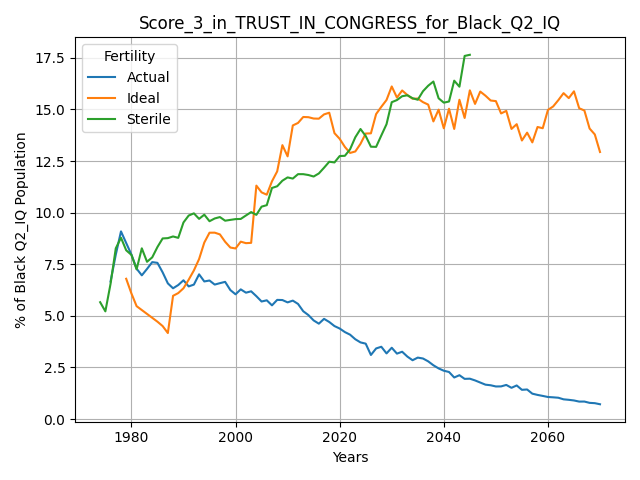 Score_3_in_TRUST_IN_CONGRESS_for_Black_Q2_IQ
Fertility
Actual
Ideal
Sterile
% of Black Q2_IQ Population
17.5
15.0
12.5
10.0
7.5
5.0
2.5
0.0
1980 2000 2020 2040 2060
Years